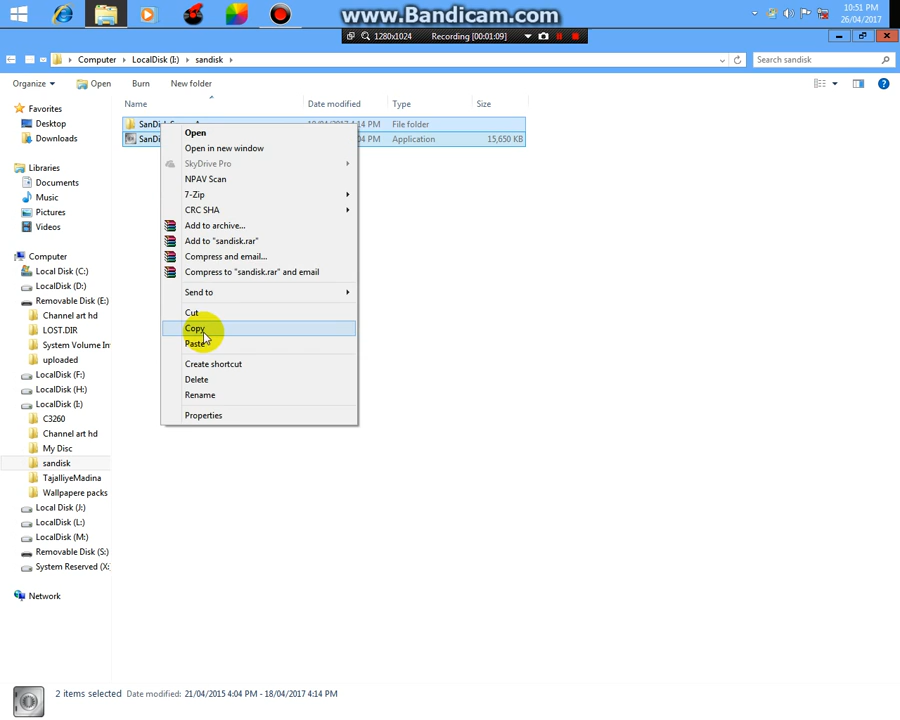 www.Bandicam.com
10:51 PM
26/04/2017
1280x1024 Recording [00:01:09]
Computer LocalDisk (I:) sandisk
Search sandisk
Organize Open Burn New folder
Name Date modified Type Size
File folder
Application 15,650 KB
Favorites
Desktop
Downloads
Libraries
Documents
Music
Pictures
Videos
Computer
Local Disk (C:)
LocalDisk (D:)
Removable Disk (E:)
Channel art hd
LOST.DIR
System Volume In
uploaded
LocalDisk (F:)
LocalDisk (H:)
LocalDisk (I:)
C3260
Channel art hd
My Disc
sandisk
TajalliyeMadina
Wallpapere packs
Local Disk (J:)
LocalDisk (L:)
LocalDisk (M:)
Removable Disk (S:)
System Reserved (X:
Network
Open
Open in new window
SkyDrive Pro
NPAV Scan
7-Zip
CRC SHA
Add to archive...
Add to "sandisk.rar"
Compress and email...
Compress to "sandisk.rar" and email
Send to
Cut
Copy
Paste
Create shortcut
Delete
Rename
Properties
2 items selected Date modified: 21/04/2015 4:04 PM - 18/04/2017 4:14 PM